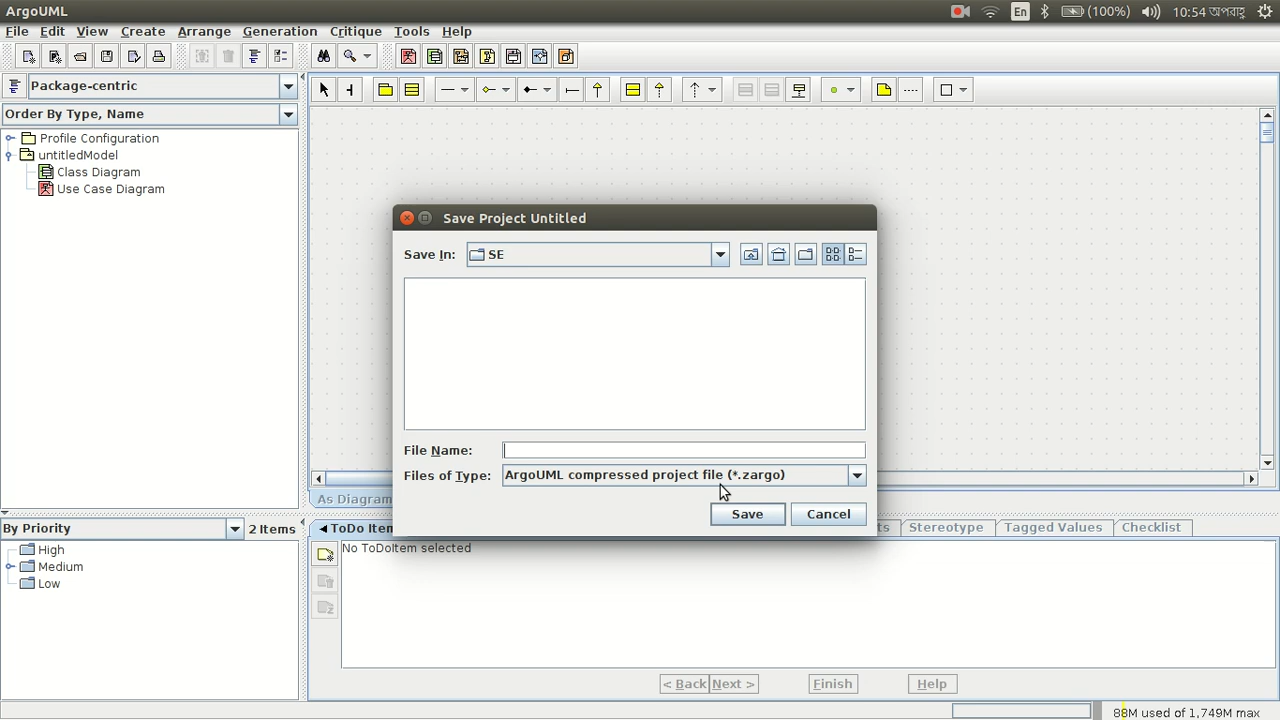 ArgoUML
En
(100%)
10:54 অপরাহ্ণ
File Edit View Create Arrange Generation Critique Tools Help
Package-centric
Order By Type, Name
Profile Configuration
untitledModel
Class Diagram
Use Case Diagram
Save Project Untitled
Save In: SE
File Name:
Files of Type: ArgoUML compressed project file (*.zargo)
Save Cancel
As Diagram
By Priority 2 Items
High
Medium
Low
ToDo Item
Stereotype Tagged Values Checklist
No ToDoItem selected
< Back Next > Finish Help
88M used of 1,749M max